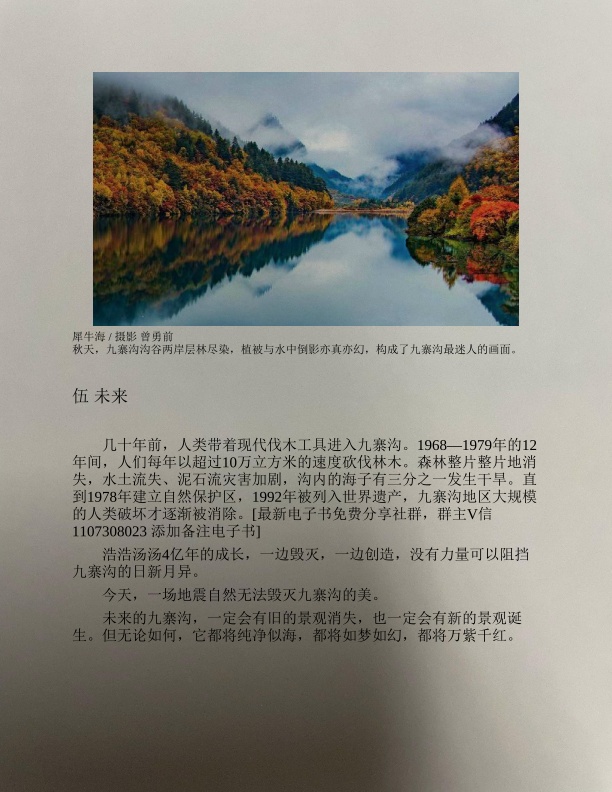 犀牛海 / 摄影 曾勇前
秋天，九寨沟沟谷两岸层林尽染，植被与水中倒影亦真亦幻，构成了九寨沟最迷人的画面。
伍 未来
几十年前，人类带着现代伐木工具进入九寨沟。1968—1979年的12
年间，人们每年以超过10万立方米的速度砍伐林木。森林整片整片地消
失，水土流失、泥石流灾害加剧，沟内的海子有三分之一发生干旱。直
到1978年建立自然保护区，1992年被列入世界遗产，九寨沟地区大规模
的人类破坏才逐渐被消除。[最新电子书免费分享社群，群主V信
1107308023 添加备注电子书]
浩浩汤汤4亿年的成长，一边毁灭，一边创造，没有力量可以阻挡
九寨沟的日新月异。
今天，一场地震自然无法毁灭九寨沟的美。
未来的九寨沟，一定会有旧的景观消失，也一定会有新的景观诞
生。但无论如何，它都将纯净似海，都将如梦如幻，都将万紫千红。